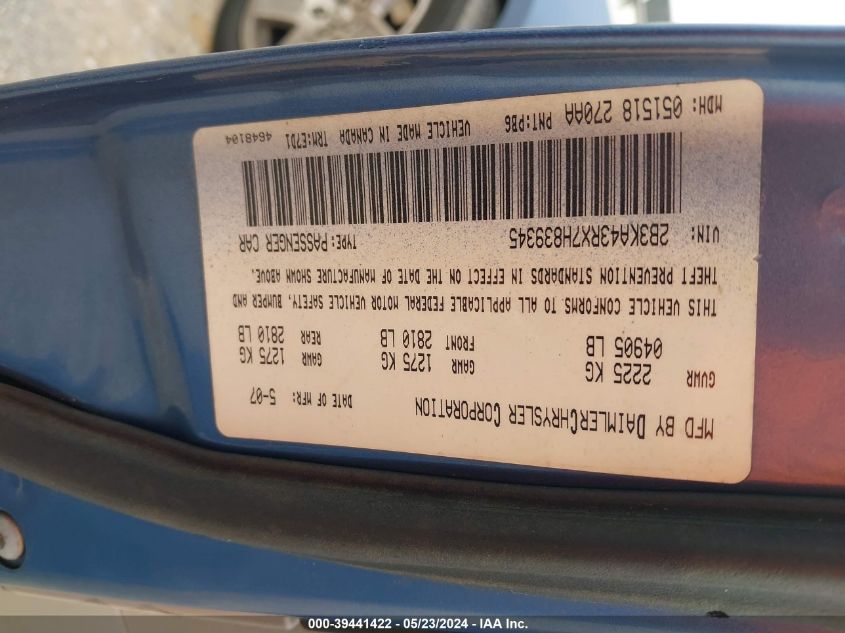 MFD BY DAIMLERCHRYSLER CORPORATION
DATE OF MFR: 5-07
GVWR 2225 KG 04905 LB
GAWR FRONT 1275 KG 2810 LB
GAWR REAR 1275 KG 2810 LB
THIS VEHICLE CONFORMS TO ALL APPLICABLE FEDERAL MOTOR VEHICLE SAFETY, BUMPER AND
THEFT PREVENTION STANDARDS IN EFFECT ON THE DATE OF MANUFACTURE SHOWN ABOVE.
VIN: 2B3KA43RX7H839345 TYPE: PASSENGER CAR
MDH: 051518 270AA PNT:PB6 VEHICLE MADE IN CANADA TRM:E7D1 4648104
000-39441422 / 05/23/2024 - IAA Inc.